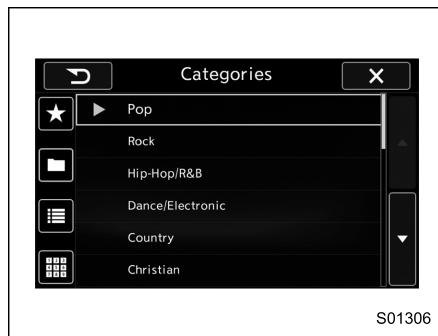 Categories
Pop
Rock
Hip-Hop/R&B
Dance/Electronic
Country
Christian
S01306